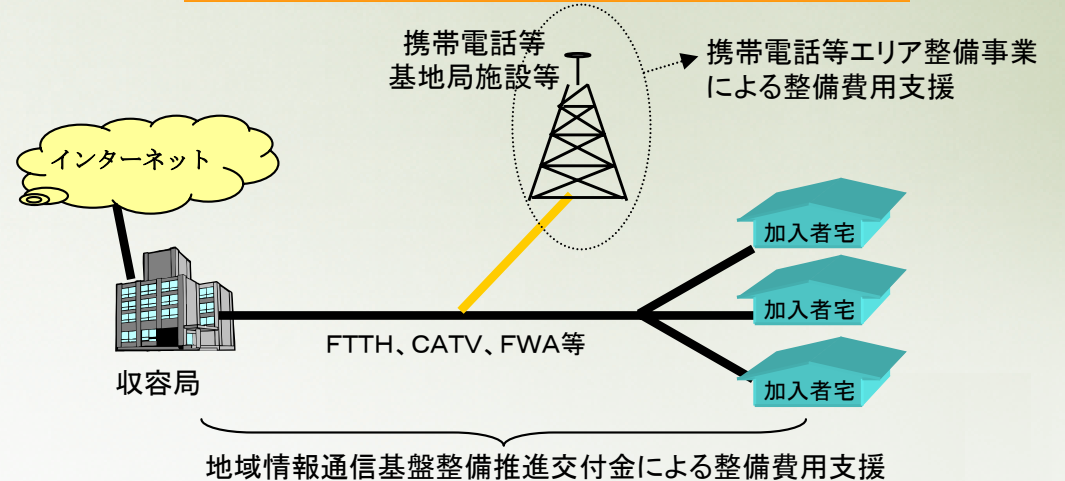 携帯電話等
基地局施設等
携帯電話等エリア整備事業
による整備費用支援
インターネット
加入者宅
加入者宅
加入者宅
FTTH、CATV、FWA等
収容局
地域情報通信基盤整備推進交付金による整備費用支援